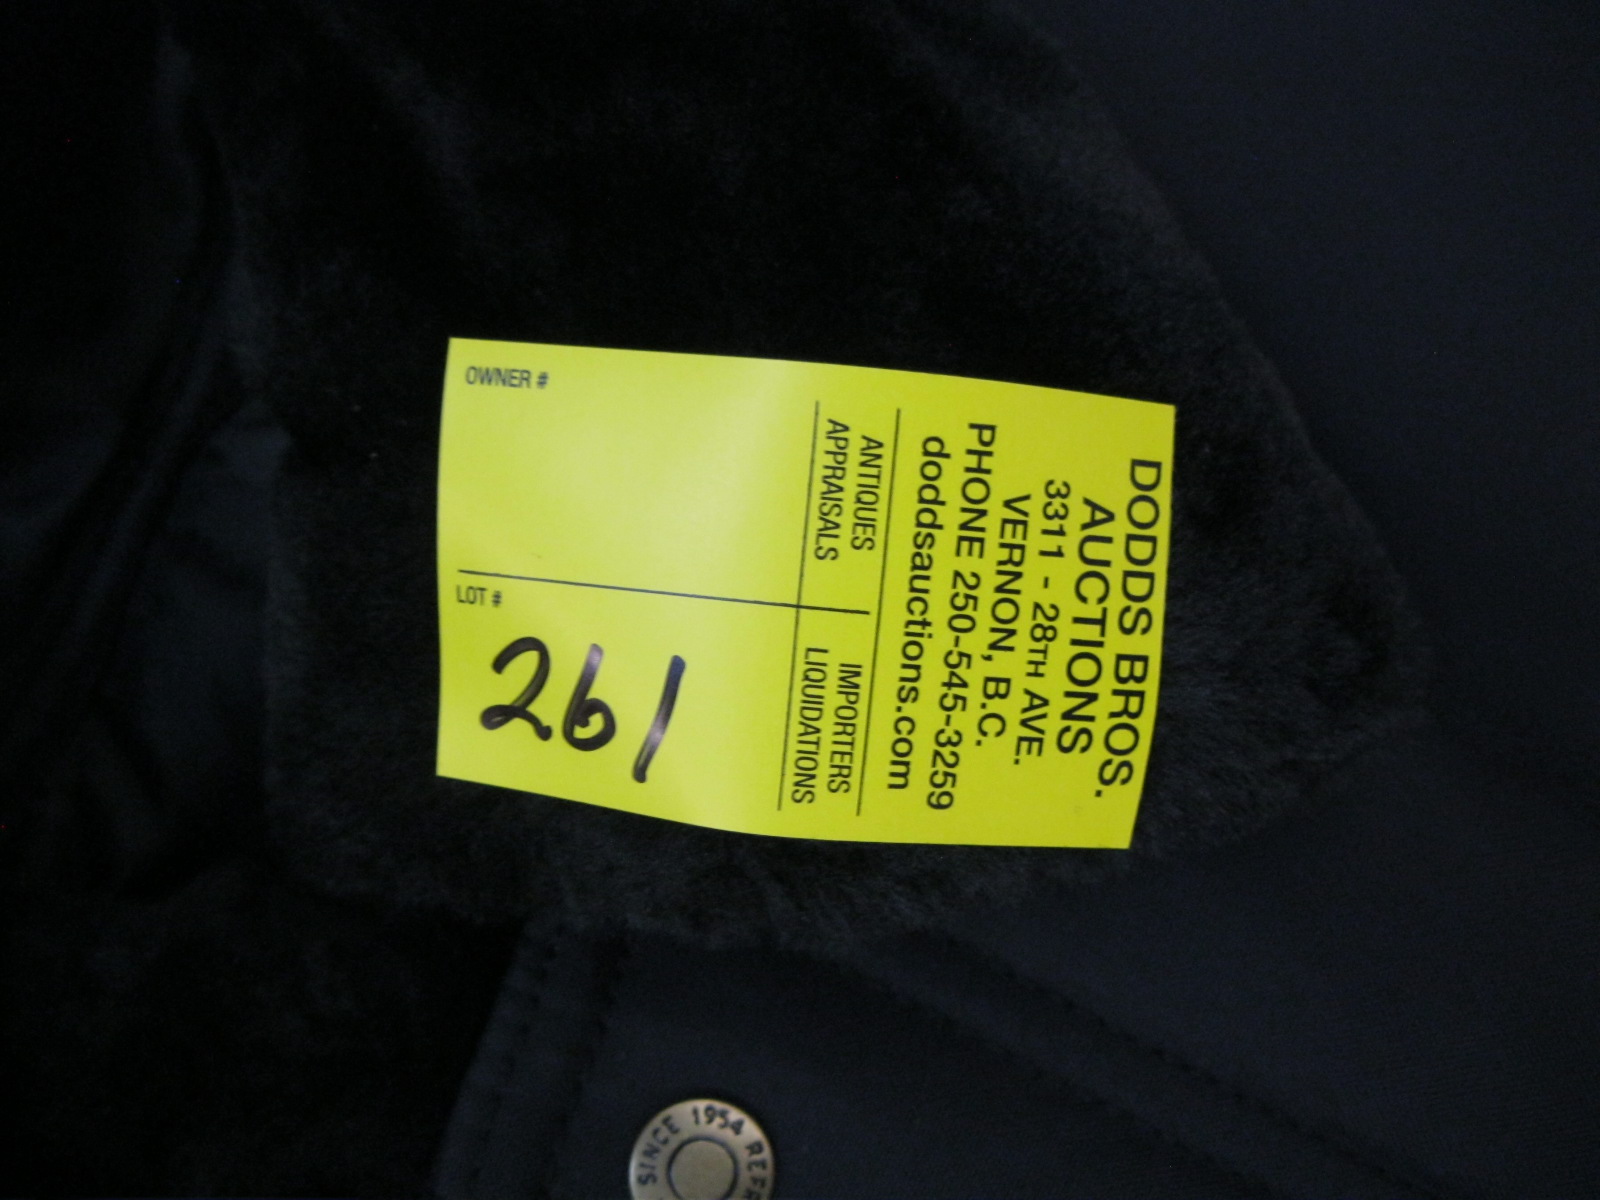 DODDS BROS.
AUCTIONS
3311 - 28TH AVE.
VERNON, B.C.
PHONE 250-545-3259
doddsauctions.com
ANTIQUES
APPRAISALS
IMPORTERS
LIQUIDATIONS
OWNER #
LOT #
261
SINCE 1954